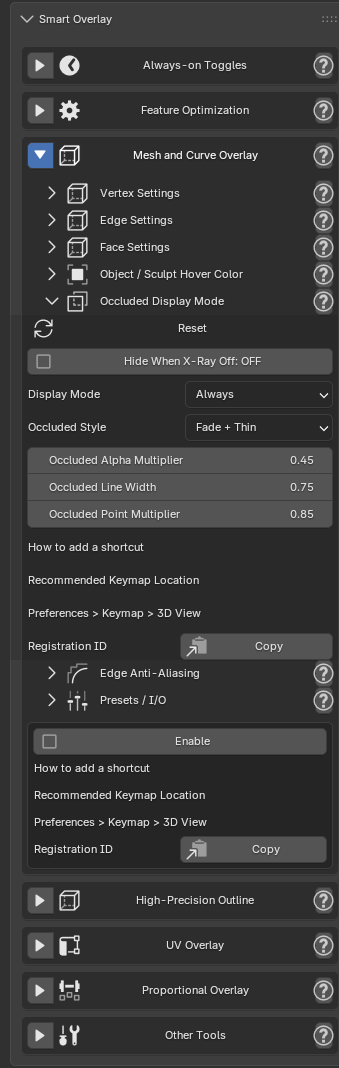 Smart Overlay
Always-on Toggles
Feature Optimization
Mesh and Curve Overlay
Vertex Settings
Edge Settings
Face Settings
Object / Sculpt Hover Color
Occluded Display Mode
Reset
Hide When X-Ray Off: OFF
Display Mode Always
Occluded Style Fade + Thin
Occluded Alpha Multiplier 0.45
Occluded Line Width 0.75
Occluded Point Multiplier 0.85
How to add a shortcut
Recommended Keymap Location
Preferences > Keymap > 3D View
Registration ID Copy
Edge Anti-Aliasing
Presets / I/O
Enable
How to add a shortcut
Recommended Keymap Location
Preferences > Keymap > 3D View
Registration ID Copy
High-Precision Outline
UV Overlay
Proportional Overlay
Other Tools